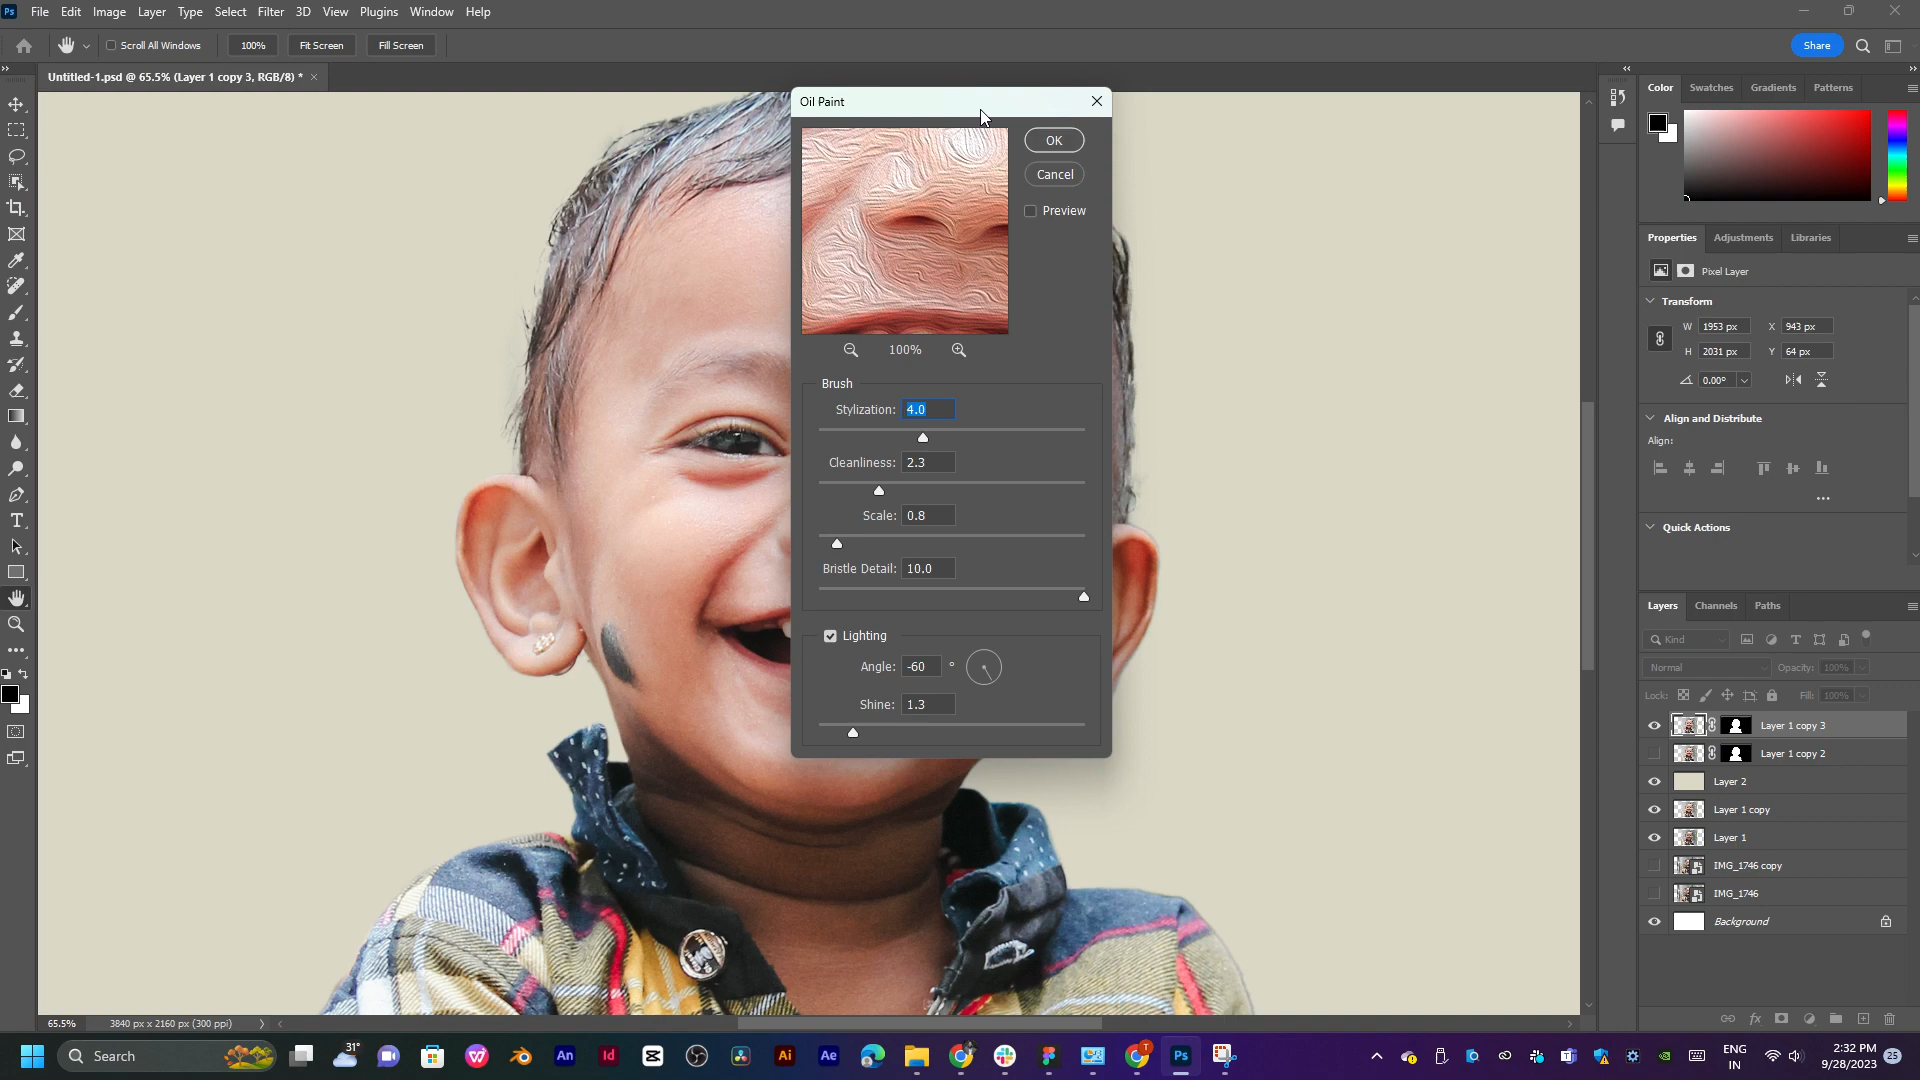 Ps File Edit Image Layer Type Select Filter 3D View Plugins Window Help
Scroll All Windows 100% Fit Screen Fill Screen Share
Untitled-1.psd @ 65.5% (Layer 1 copy 3, RGB/8) *
Oil Paint
OK
Cancel
Preview
100%
Brush
Stylization: 4.0
Cleanliness: 2.3
Scale: 0.8
Bristle Detail: 10.0
Lighting
Angle: -60 °
Shine: 1.3
Color Swatches Gradients Patterns
Properties Adjustments Libraries
Pixel Layer
Transform
W 1953 px X 943 px
H 2031 px Y 64 px
0.00°
Align and Distribute
Align:
Quick Actions
Layers Channels Paths
Kind
Normal Opacity: 100%
Lock: Fill: 100%
Layer 1 copy 3
Layer 1 copy 2
Layer 2
Layer 1 copy
Layer 1
IMG_1746 copy
IMG_1746
Background
65.5% 3840 px x 2160 px (300 ppi)
Search
31°
An
Id
Ai
Ae
T
Ps
ENG
IN
2:32 PM
9/28/2023
25